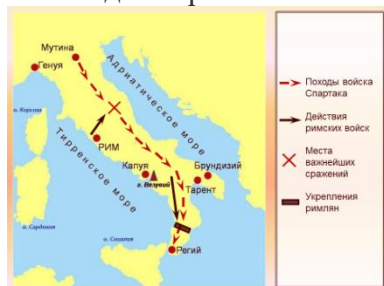 Мутина
Генуя
Адриатическое море
о. Корсика
РИМ
Тирренское море
Капуя
г. Везувий
Брундизий
Тарент
о. Сардиния
о. Сицилия
Регий
Походы войска
Спартака
Действия
римских войск
Места
важнейших
сражений
Укрепления
римлян